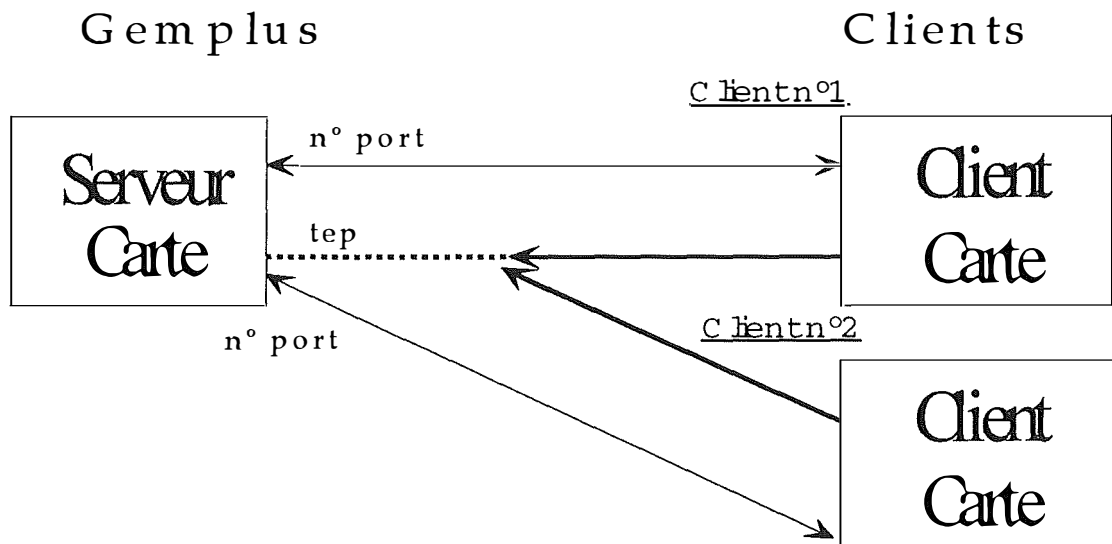 Gemplus
Clients
Client n°1
n° port
Serveur
Carte
Client
Carte
tep
Client n°2
n° port
Client
Carte